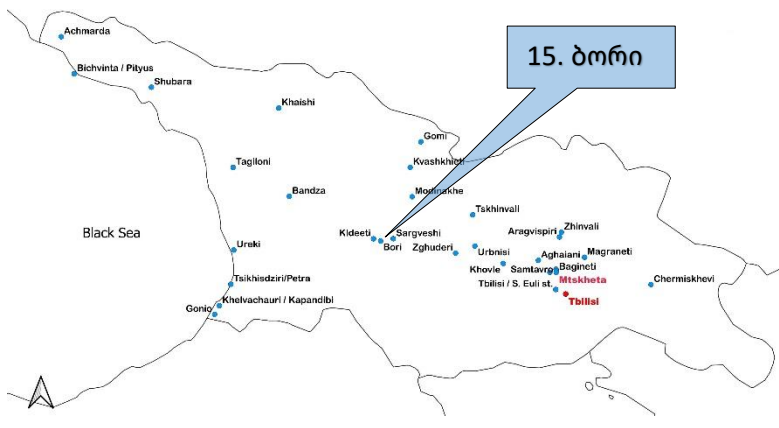 Achmarda
15. ბორი
Bichvinta / Pityus
Shubara
Khaishi
Gomi
Kvashkhieti
Tagiloni
Bandza
Modinakhe
Tskhinvali
Zhinvali
Aragvispiri
Black Sea
Kldeeti
Sargveshi
Bori
Ureki
Zghuderi
Urbnisi
Aghaiani
Magraneti
Khovle
Samtavro
Bagineti
Tsikhisdziri/Petra
Mtskheta
Chermiskhevi
Tbilisi / S. Euli st.
Tbilisi
Khelvachauri / Kapandibi
Gonio